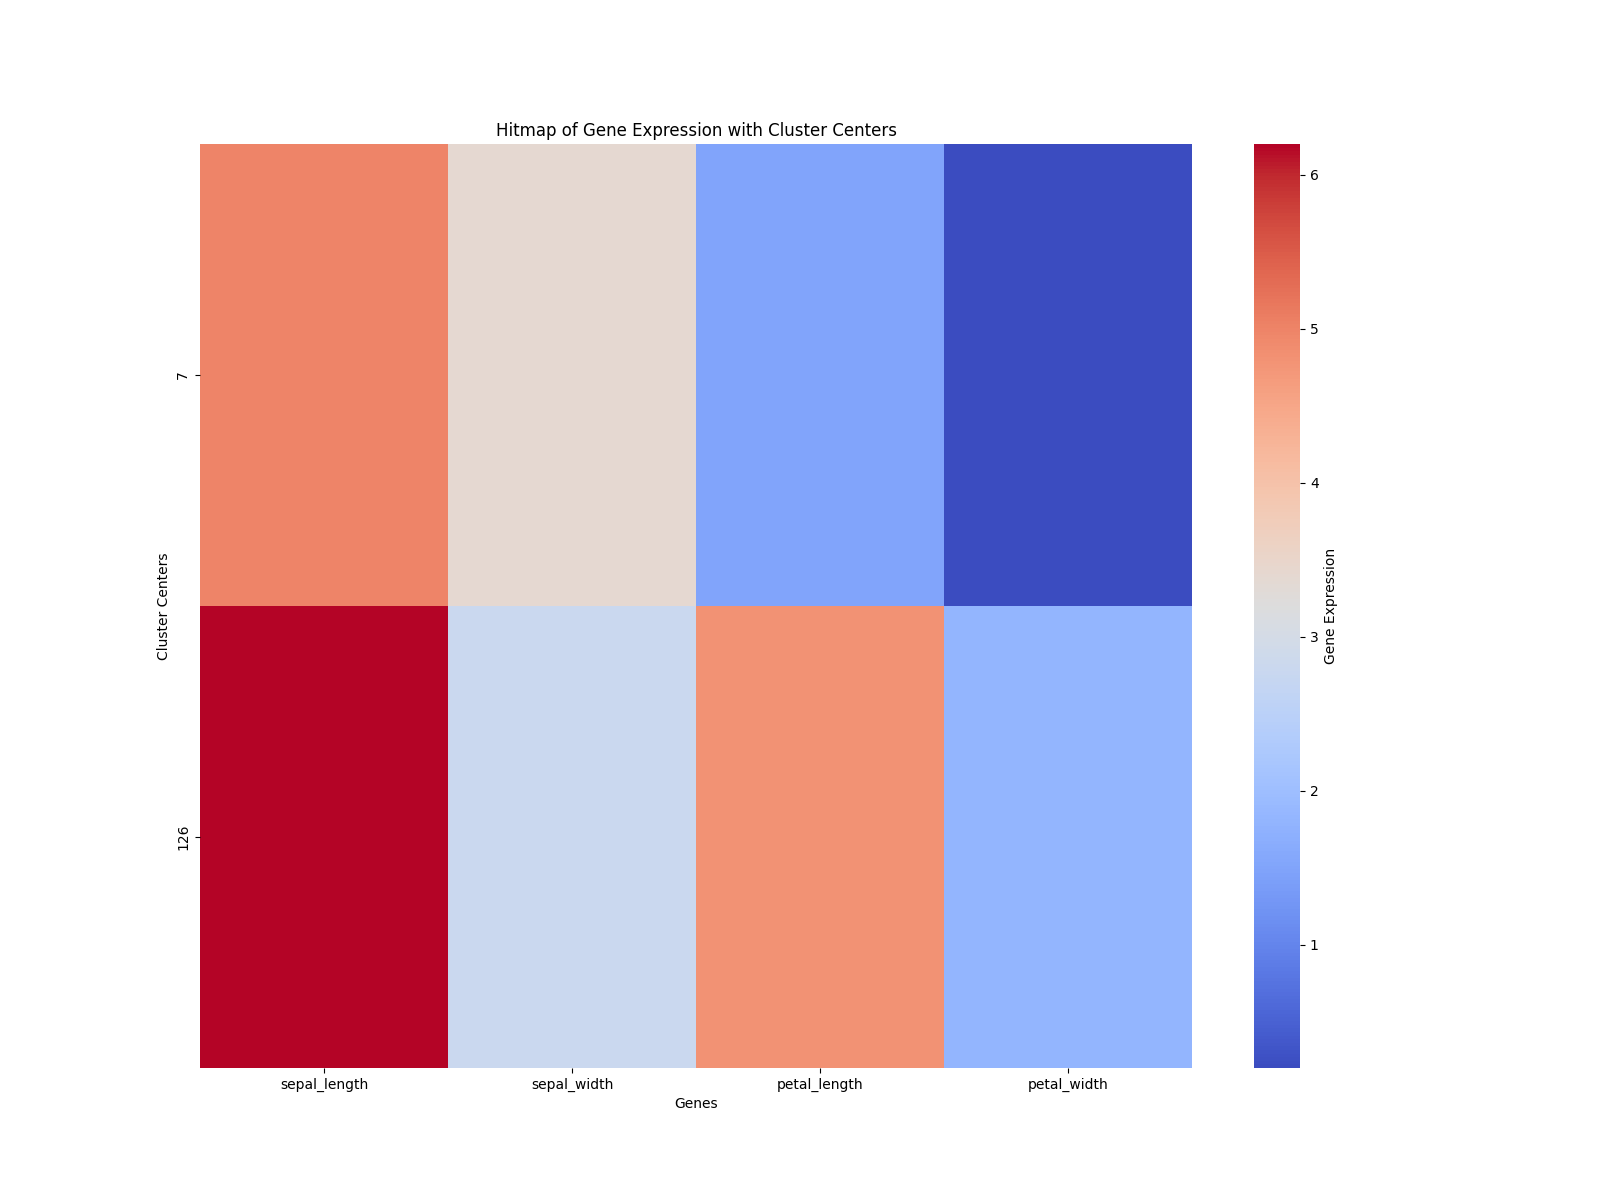 Hitmap of Gene Expression with Cluster Centers
7
126
Cluster Centers
sepal_length sepal_width petal_length petal_width
Genes
6
5
4
3
2
1
Gene Expression